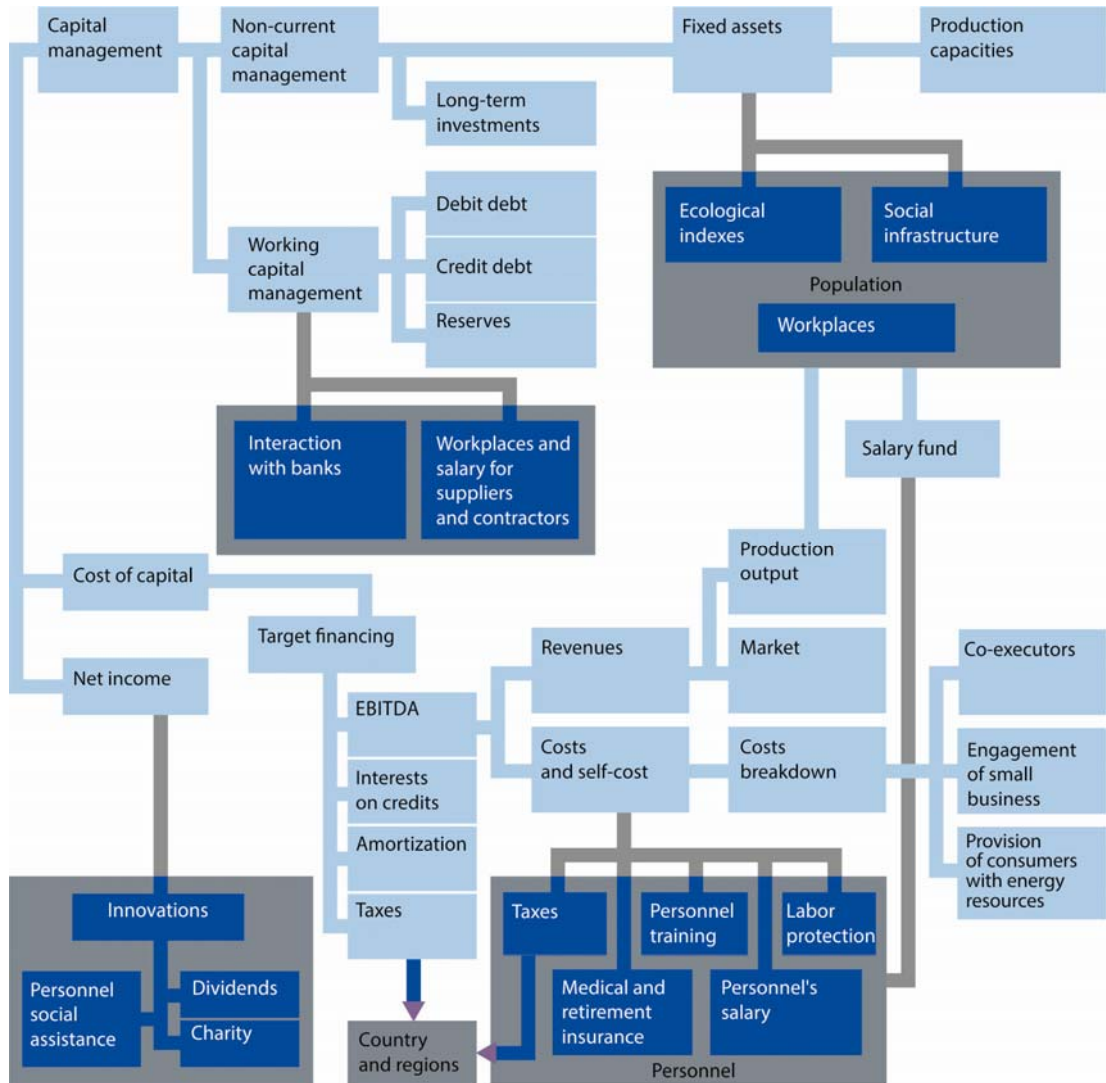 Capital
management
Non-current
capital
management
Fixed assets
Production
capacities
Long-term
investments
Debit debt
Credit debt
Reserves
Working
capital
management
Ecological
indexes
Social
infrastructure
Population
Workplaces
Interaction
with banks
Workplaces and
salary for
suppliers
and contractors
Salary fund
Cost of capital
Target financing
Net income
Production
output
Revenues
Market
Co-executors
EBITDA
Costs
and self-cost
Costs
breakdown
Engagement
of small
business
Interests
on credits
Amortization
Taxes
Provision
of consumers
with energy
resources
Innovations
Personnel
social
assistance
Dividends
Charity
Taxes
Personnel
training
Labor
protection
Medical and
retirement
insurance
Personnel's
salary
Personnel
Country
and regions